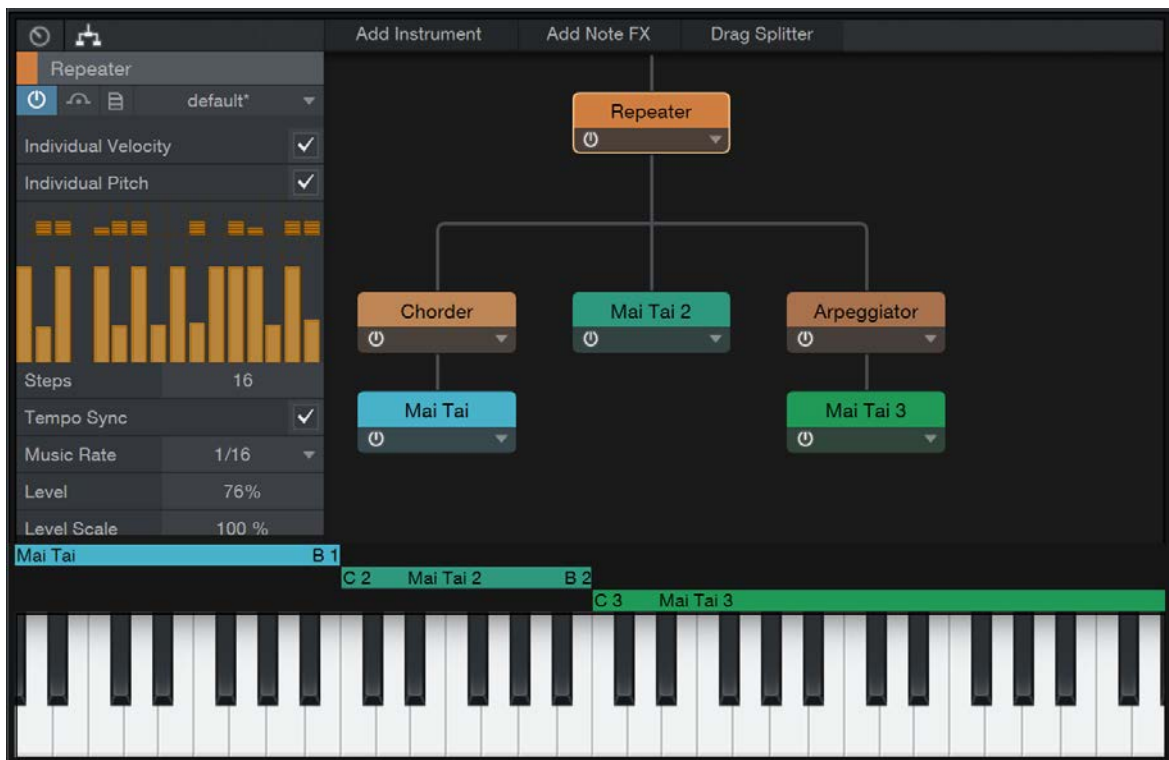 Add Instrument Add Note FX Drag Splitter
Repeater
default*
Individual Velocity
Individual Pitch
Steps 16
Tempo Sync
Music Rate 1/16
Level 76%
Level Scale 100 %
Repeater
Chorder Mai Tai 2 Arpeggiator
Mai Tai Mai Tai 3
Mai Tai B 1
C 2 Mai Tai 2 B 2
C 3 Mai Tai 3